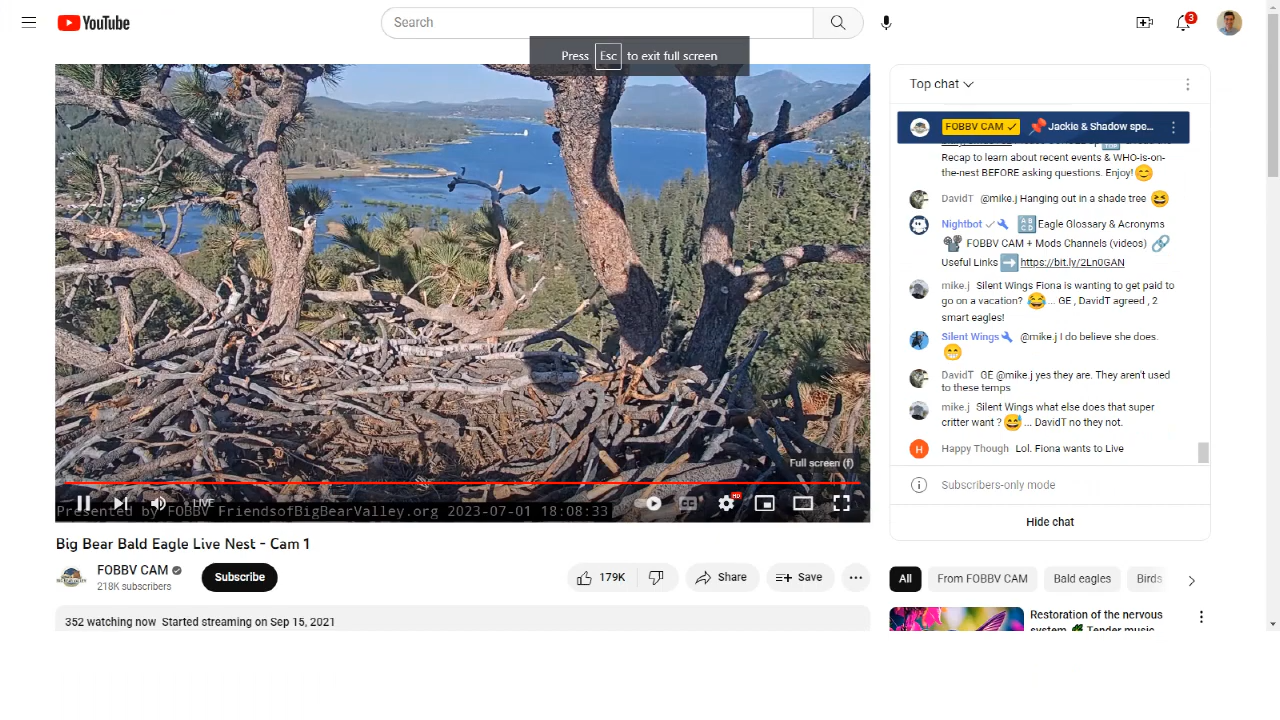 YouTube
Search
3
Press Esc to exit full screen
Top chat
FOBBV CAM Jackie & Shadow spe...
Recap to learn about recent events & WHO-is-on-
the-nest BEFORE asking questions. Enjoy!
DavidT @mike.j Hanging out in a shade tree
Nightbot Eagle Glossary & Acronyms
FOBBV CAM + Mods Channels (videos)
Useful Links https://bit.ly/2Ln0GAN
mike.j Silent Wings Fiona is wanting to get paid to
go on a vacation? ... GE , DavidT agreed , 2
smart eagles!
Silent Wings @mike.j I do believe she does.
DavidT GE @mike.j yes they are. They aren't used
to these temps
mike.j Silent Wings what else does that super
critter want ? ... DavidT no they not.
H Happy Though Lol. Fiona wants to Live
Subscribers-only mode
Hide chat
Full screen (f)
LIVE
CC
HD
Presented by FOBBV FriendsofBigBearValley.org 2023-07-01 18:08:33
Big Bear Bald Eagle Live Nest - Cam 1
FOBBV CAM
218K subscribers
Subscribe
179K
Share
Save
352 watching now Started streaming on Sep 15, 2021
All
From FOBBV CAM
Bald eagles
Birds
Restoration of the nervous
system Tender music